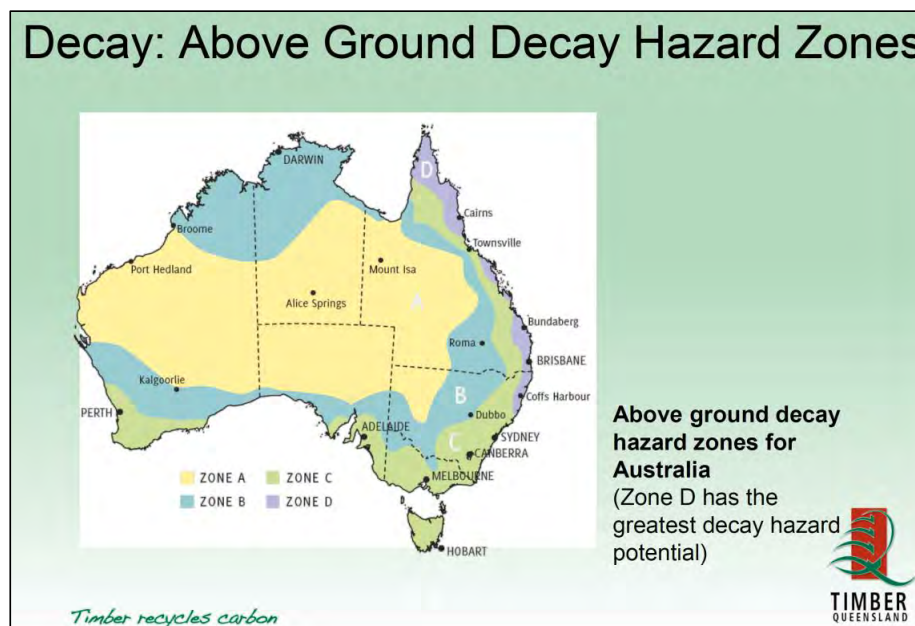 Decay: Above Ground Decay Hazard Zones
DARWIN
D
Cairns
Broome
Townsville
Port Hedland
Mount Isa
A
Alice Springs
Bundaberg
Roma
BRISBANE
Kalgoorlie
B
Coffs Harbour
PERTH
Dubbo
ADELAIDE
C
SYDNEY
CANBERRA
MELBOURNE
ZONE A
ZONE C
ZONE B
ZONE D
HOBART
Above ground decay
hazard zones for
Australia
(Zone D has the
greatest decay hazard
potential)
Timber recycles carbon
TIMBER
QUEENSLAND